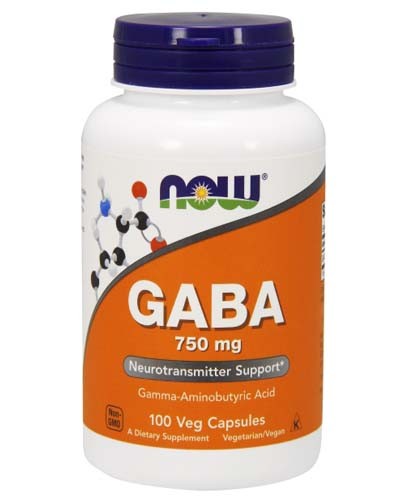 NOW®
GABA
750 mg
Neurotransmitter Support*
Gamma-Aminobutyric Acid
Non-
GMO
100 Veg Capsules
A Dietary Supplement Vegetarian/Vegan
K